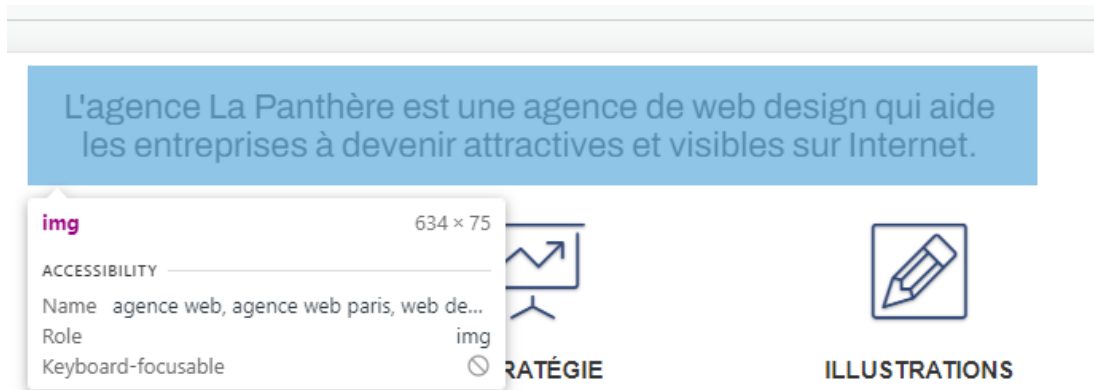 L'agence La Panthère est une agence de web design qui aide
les entreprises à devenir attractives et visibles sur Internet.
img 634 × 75
ACCESSIBILITY
Name agence web, agence web paris, web de...
Role img
Keyboard-focusable
RATÉGIE
ILLUSTRATIONS